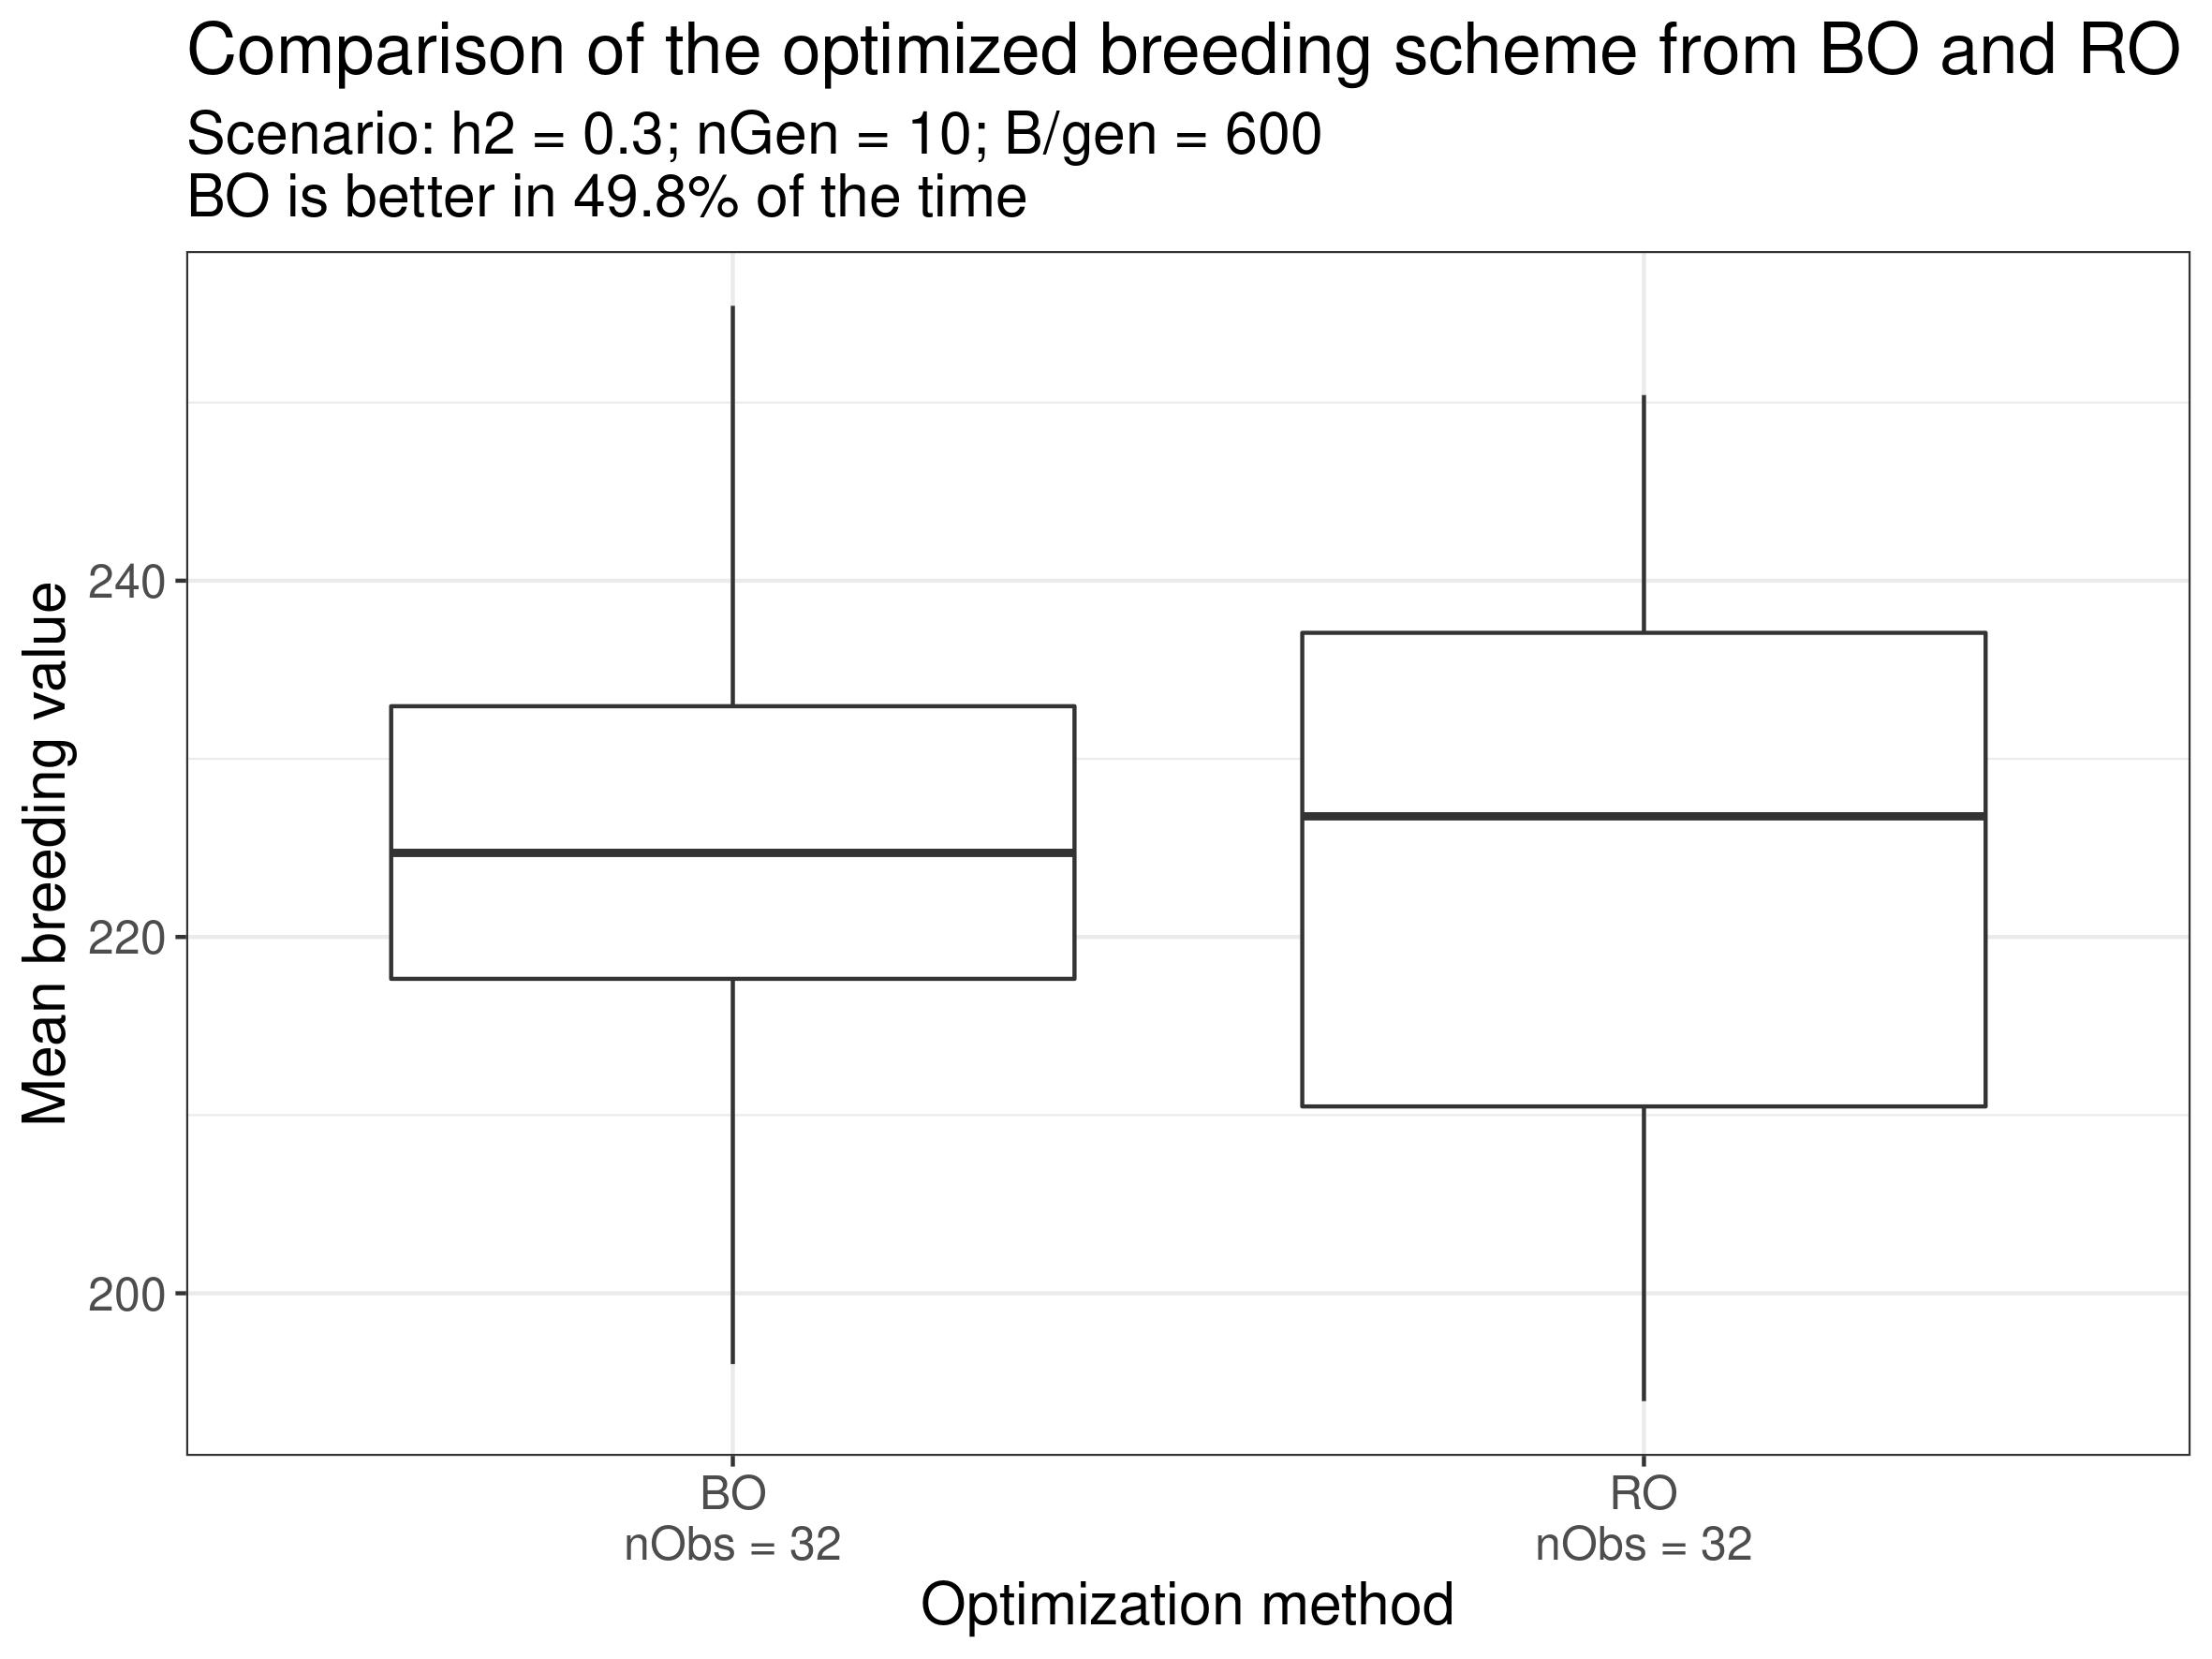 Comparison of the optimized breeding scheme from BO and RO
Scenario: h2 = 0.3; nGen = 10; B/gen = 600
BO is better in 49.8% of the time
Mean breeding value
240
220
200
BO
nObs = 32
RO
nObs = 32
Optimization method